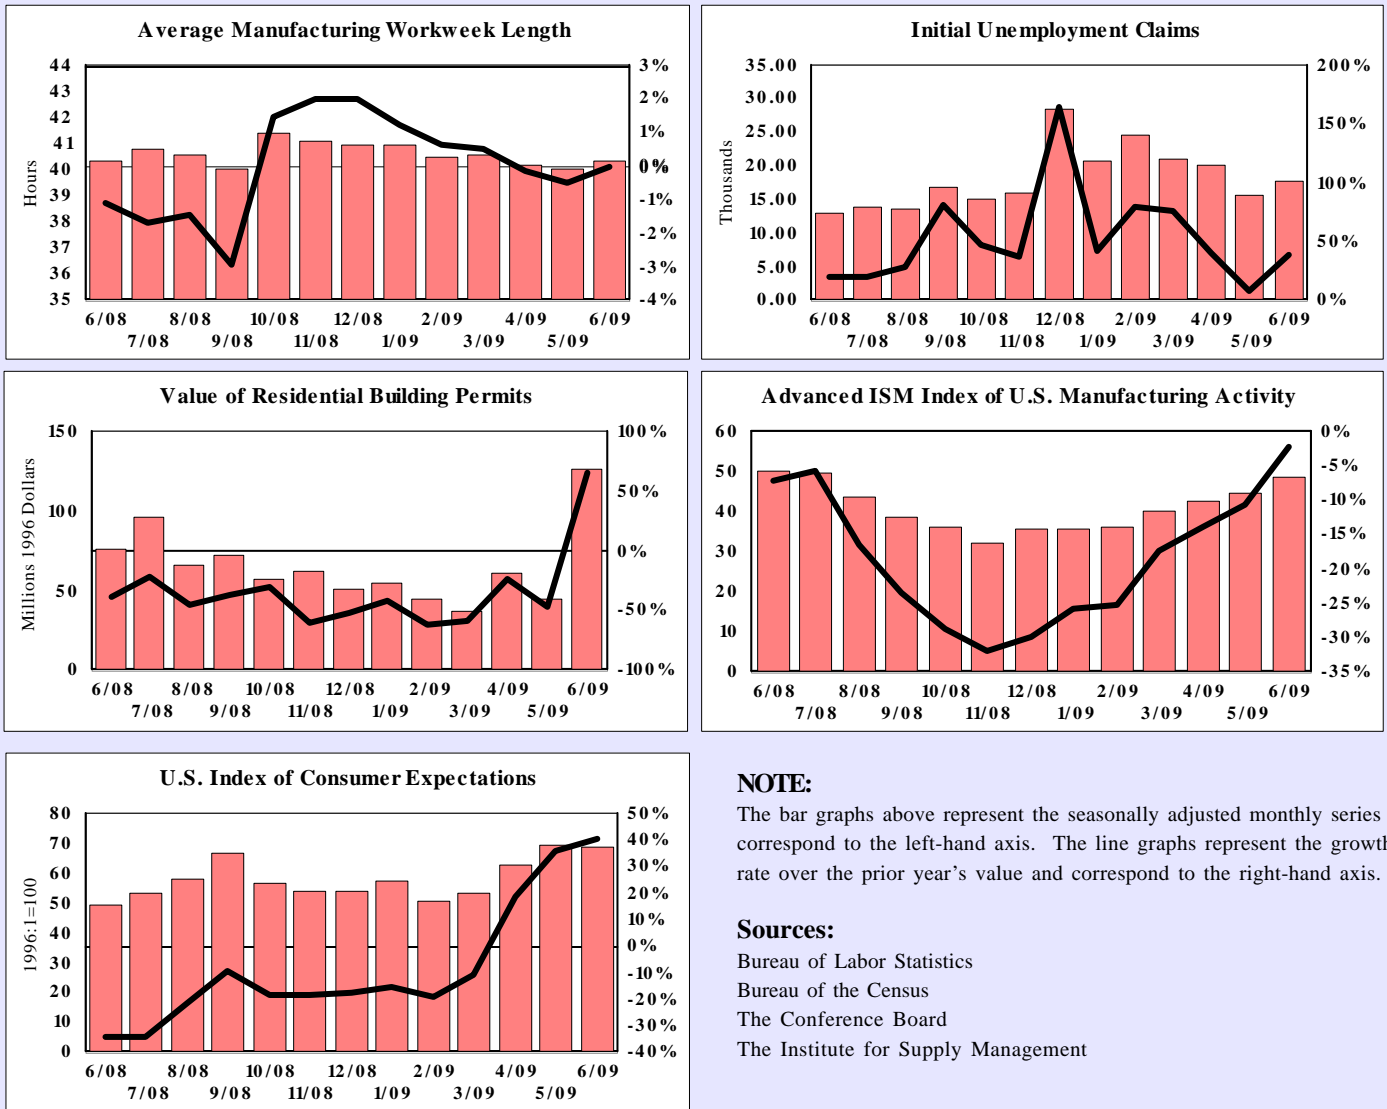 Average Manufacturing Workweek Length
Hours
44
43
42
41
40
39
38
37
36
35
3%
2%
1%
0%
-1%
-2%
-3%
-4%
6/08 8/08 10/08 12/08 2/09 4/09 6/09
7/08 9/08 11/08 1/09 3/09 5/09
Initial Unemployment Claims
Thousands
35.00
30.00
25.00
20.00
15.00
10.00
5.00
0.00
200%
150%
100%
50%
0%
6/08 8/08 10/08 12/08 2/09 4/09 6/09
7/08 9/08 11/08 1/09 3/09 5/09
Value of Residential Building Permits
Millions 1996 Dollars
150
100
50
0
100%
50%
0%
-50%
-100%
6/08 8/08 10/08 12/08 2/09 4/09 6/09
7/08 9/08 11/08 1/09 3/09 5/09
Advanced ISM Index of U.S. Manufacturing Activity
60
50
40
30
20
10
0
0%
-5%
-10%
-15%
-20%
-25%
-30%
-35%
6/08 8/08 10/08 12/08 2/09 4/09 6/09
7/08 9/08 11/08 1/09 3/09 5/09
U.S. Index of Consumer Expectations
1996:1=100
80
70
60
50
40
30
20
10
0
50%
40%
30%
20%
10%
0%
-10%
-20%
-30%
-40%
6/08 8/08 10/08 12/08 2/09 4/09 6/09
7/08 9/08 11/08 1/09 3/09 5/09
NOTE:
The bar graphs above represent the seasonally adjusted monthly series
correspond to the left-hand axis. The line graphs represent the growth
rate over the prior year's value and correspond to the right-hand axis.
Sources:
Bureau of Labor Statistics
Bureau of the Census
The Conference Board
The Institute for Supply Management